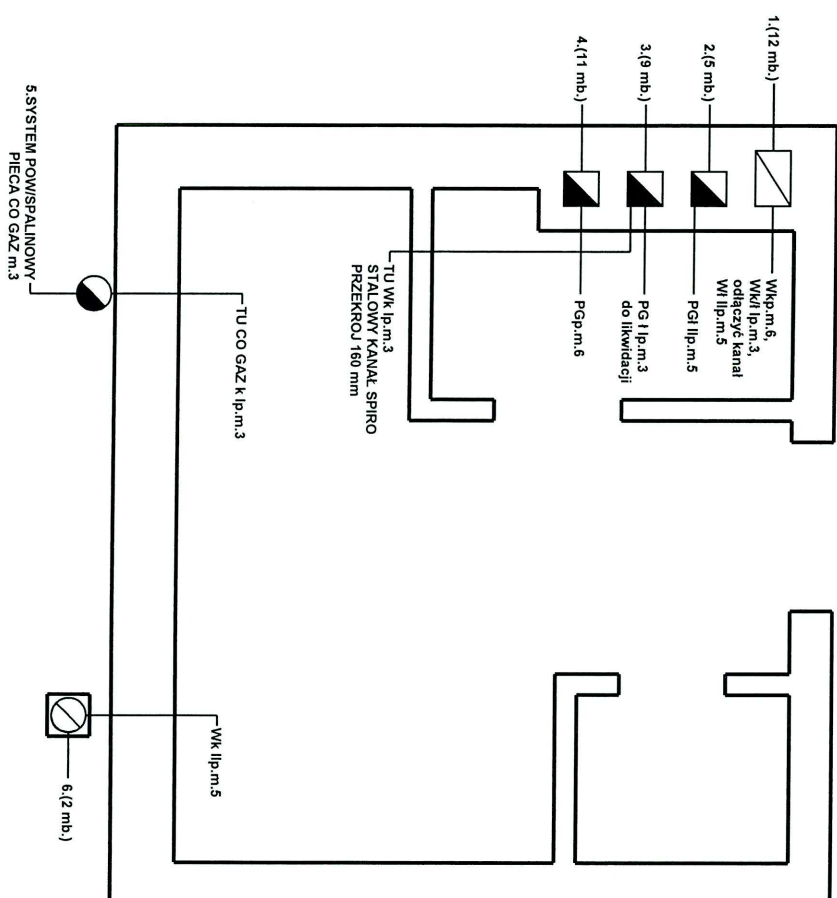 1.(12 mb.)
Wkp.m.6,
Wk/ł Ip.m.3,
odłączyć kanał
Wł IIp.m.5
2.(5 mb.)
PGł IIp.m.5
3.(9 mb.)
PG ł Ip.m.3
do likwidacji
TU Wk Ip.m.3
STALOWY KANAŁ SPIRO
PRZEKROJ 160 mm
4.(11 mb.)
PGp.m.6
5.SYSTEM POW/SPALINOWY
PIECA CO GAZ m.3
TU CO GAZ k Ip.m.3
Wk IIp.m.5
6.(2 mb.)